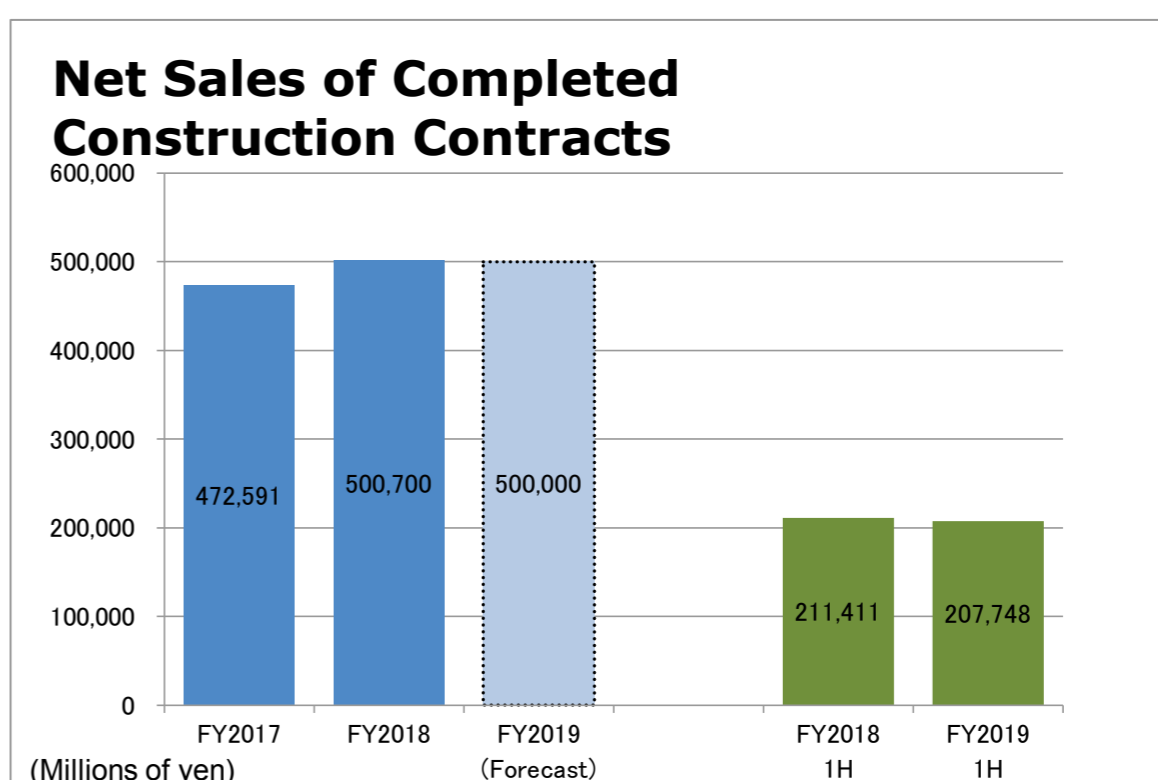 Net Sales of Completed
Construction Contracts
600,000
500,000
400,000
300,000
200,000
100,000
0
472,591
500,700
500,000
211,411
207,748
FY2017
FY2018
FY2019
(Forecast)
FY2018
1H
FY2019
1H
(Millions of yen)